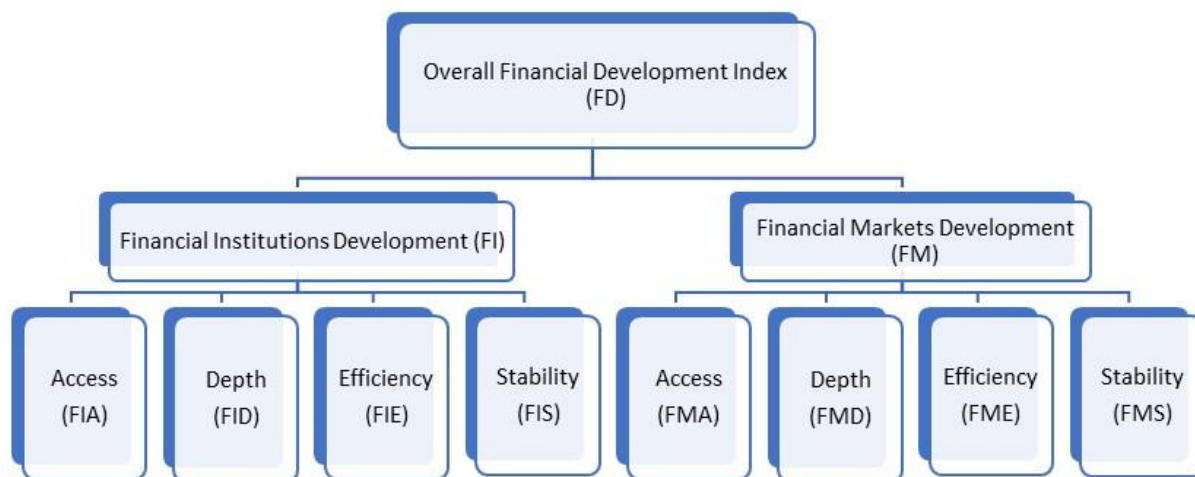 Overall Financial Development Index
(FD)
Financial Institutions Development (FI)
Financial Markets Development
(FM)
Access
(FIA)
Depth
(FID)
Efficiency
(FIE)
Stability
(FIS)
Access
(FMA)
Depth
(FMD)
Efficiency
(FME)
Stability
(FMS)